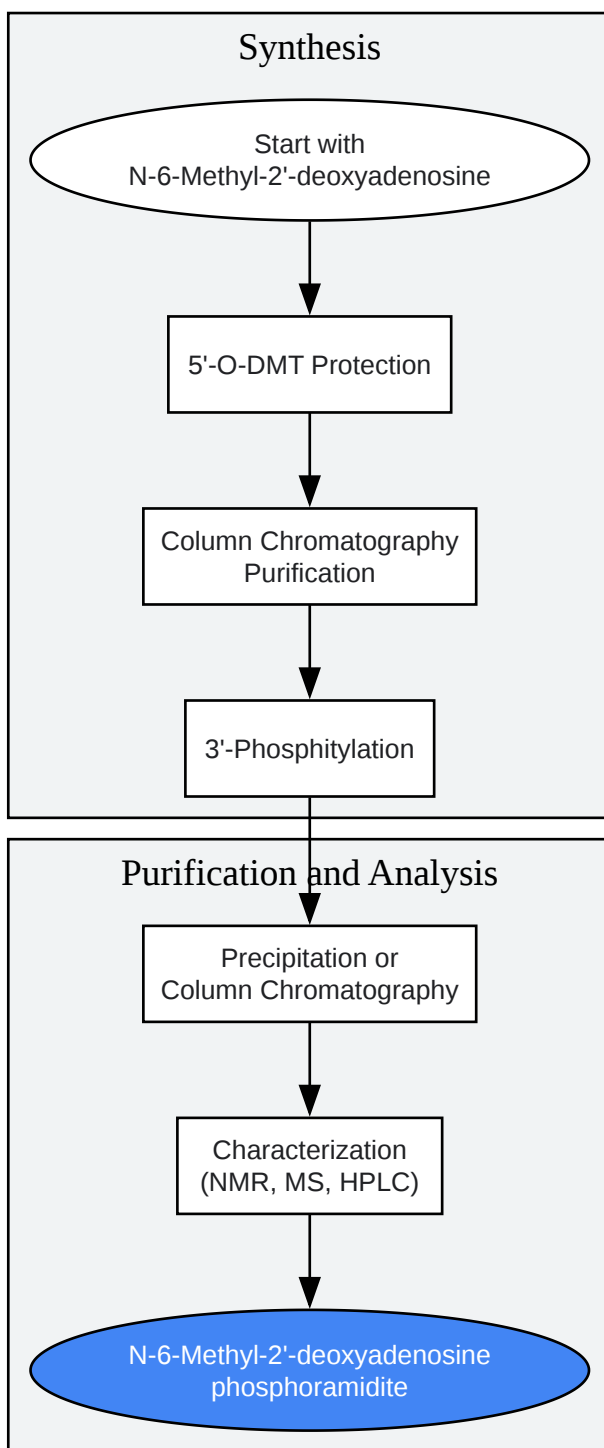 Synthesis
Start with
N-6-Methyl-2'-deoxyadenosine
5'-O-DMT Protection
Column Chromatography
Purification
3'-Phosphitylation
Purification and Analysis
Precipitation or
Column Chromatography
Characterization
(NMR, MS, HPLC)
N-6-Methyl-2'-deoxyadenosine
phosphoramidite